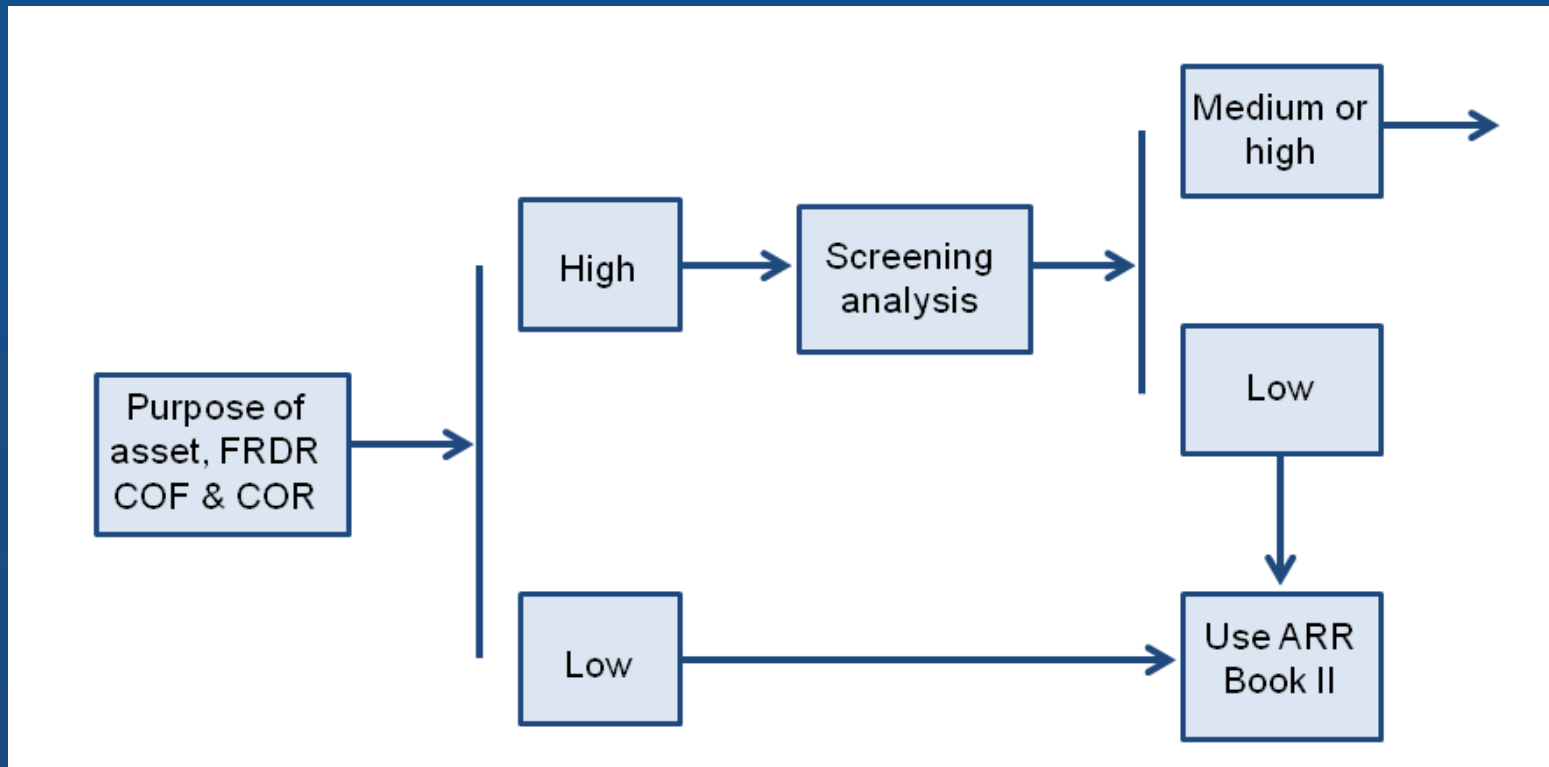 Purpose of
asset, FRDR
COF & COR
High
Low
Screening
analysis
Medium or
high
Low
Use ARR
Book II